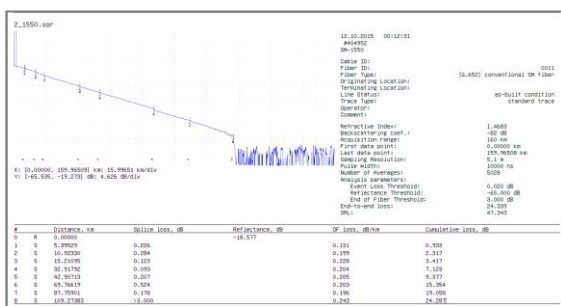 2_1550.sor
12.10.2015 00:12:31
#404952
SM-1550
Cable ID:
Fiber ID: 0011
Fiber Type: (G.652) conventional SM fiber
Originating Location:
Terminating Location:
Line Status: as-built condition
Trace Type: standard trace
Operator:
Comment:
Refractive Index: 1.4683
Backscattering coef.: -82 dB
Acquisition range: 160 km
First data point: 0.00000 km
Last data point: 159.96508 km
Sampling Resolution: 5.1 m
Pulse Width: 10000 ns
Number of Averages: 5028
Analysis parameters:
Event Loss Threshold: 0.020 dB
Reflectance Threshold: -65.000 dB
End of Fiber Threshold: 3.000 dB
End-to-end loss: 24.339
ORL: 47.343
X: [0.00000, 159.96509] km: 15.99651 km/div
Y: [-65.535, -19.273] dB: 4.626 dB/div
# Distance, km Splice loss, dB Reflectance, dB OF loss, dB/km Cumulative loss, dB
0 R 0.00000 -18.577
1 S 5.39529 0.226 0.131 0.933
2 S 10.92330 0.284 0.199 2.317
3 S 15.21095 0.123 0.228 3.417
4 S 32.91792 0.093 0.204 7.123
5 S 42.90713 0.207 0.205 9.377
6 S 69.76619 0.524 0.203 15.354
7 S 87.75901 0.178 0.196 19.058
8 109.27383 >3.000 0.243 24.287